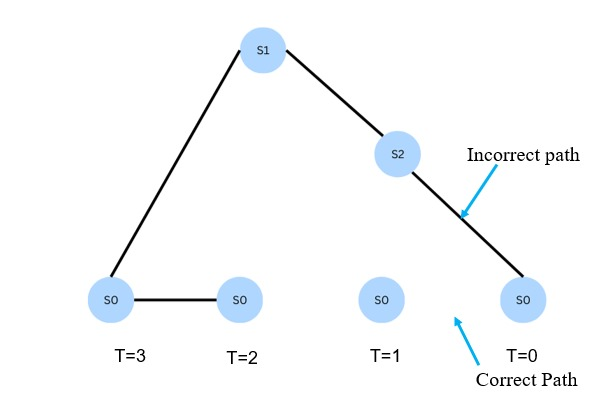 S1
S2
Incorrect path
S0
S0
S0
S0
T=3
T=2
T=1
T=0
Correct Path